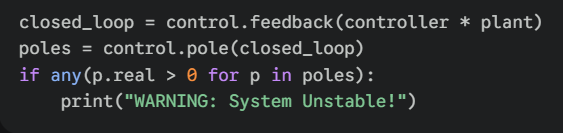 closed_loop = control.feedback(controller * plant)
poles = control.pole(closed_loop)
if any(p.real > 0 for p in poles):
    print("WARNING: System Unstable!")